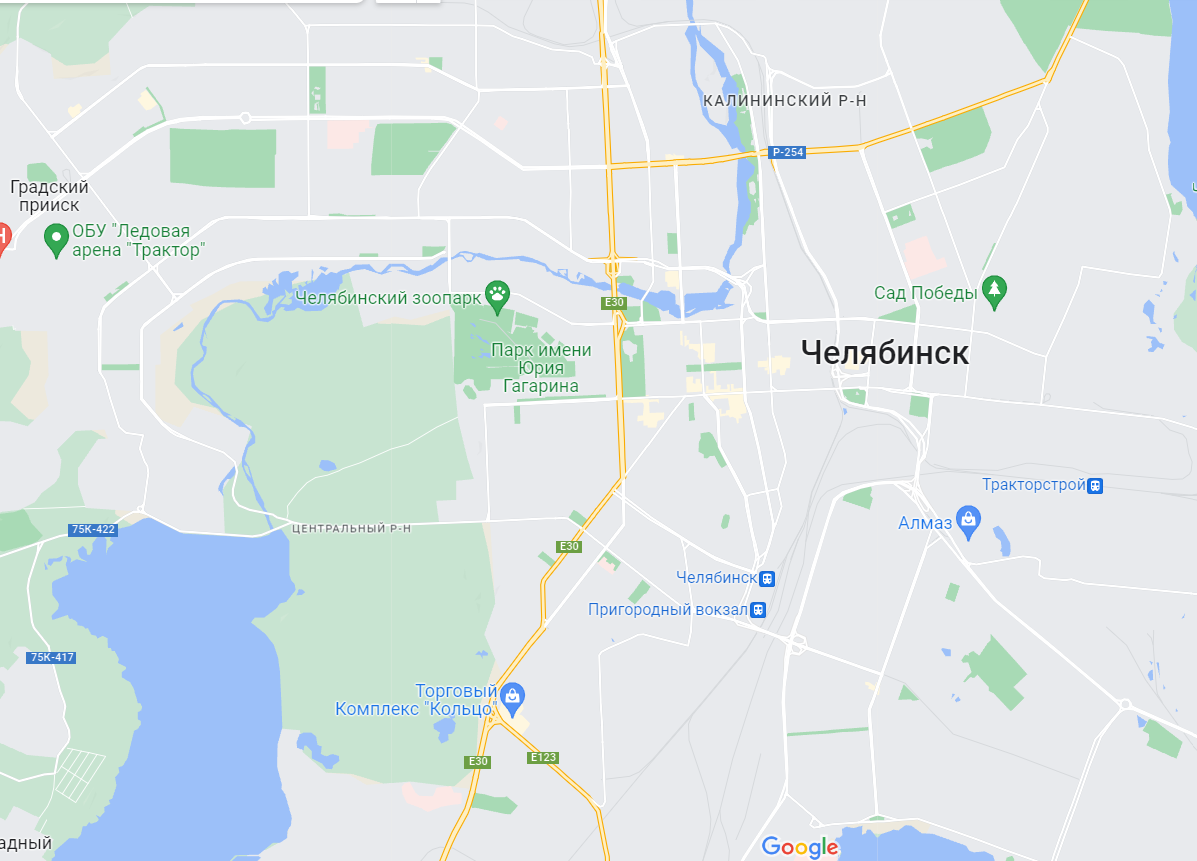 КАЛИНИНСКИЙ Р-Н
Р-254
Градский
прииск
ОБУ "Ледовая
арена "Трактор"
Челябинский зоопарк
E30
Сад Победы
Парк имени
Юрия
Гагарина
Челябинск
Тракторстрой
Алмаз
75К-422
ЦЕНТРАЛЬНЫЙ Р-Н
E30
Челябинск
Пригородный вокзал
75К-417
Торговый
Комплекс "Кольцо"
E30
E123
адный
Google